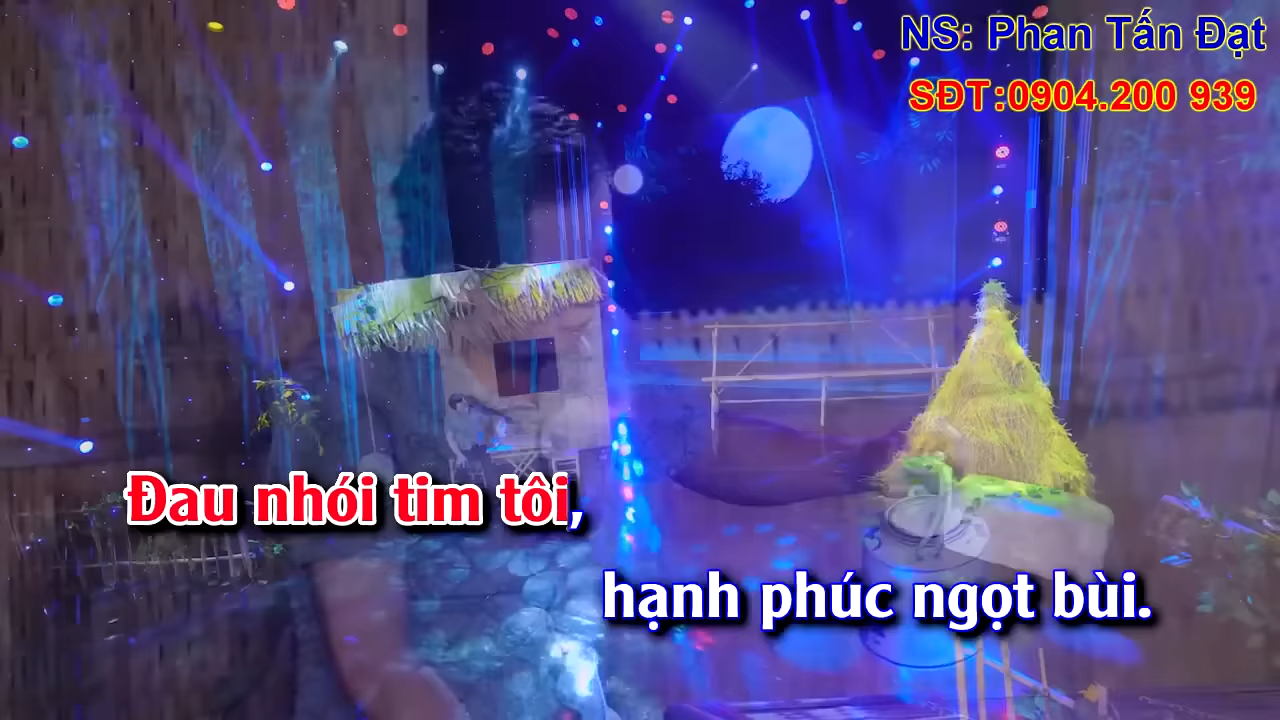 NS: Phan Tấn Đạt
SĐT:0904.200 939
Đau nhói tim tôi,
hạnh phúc ngọt bùi.